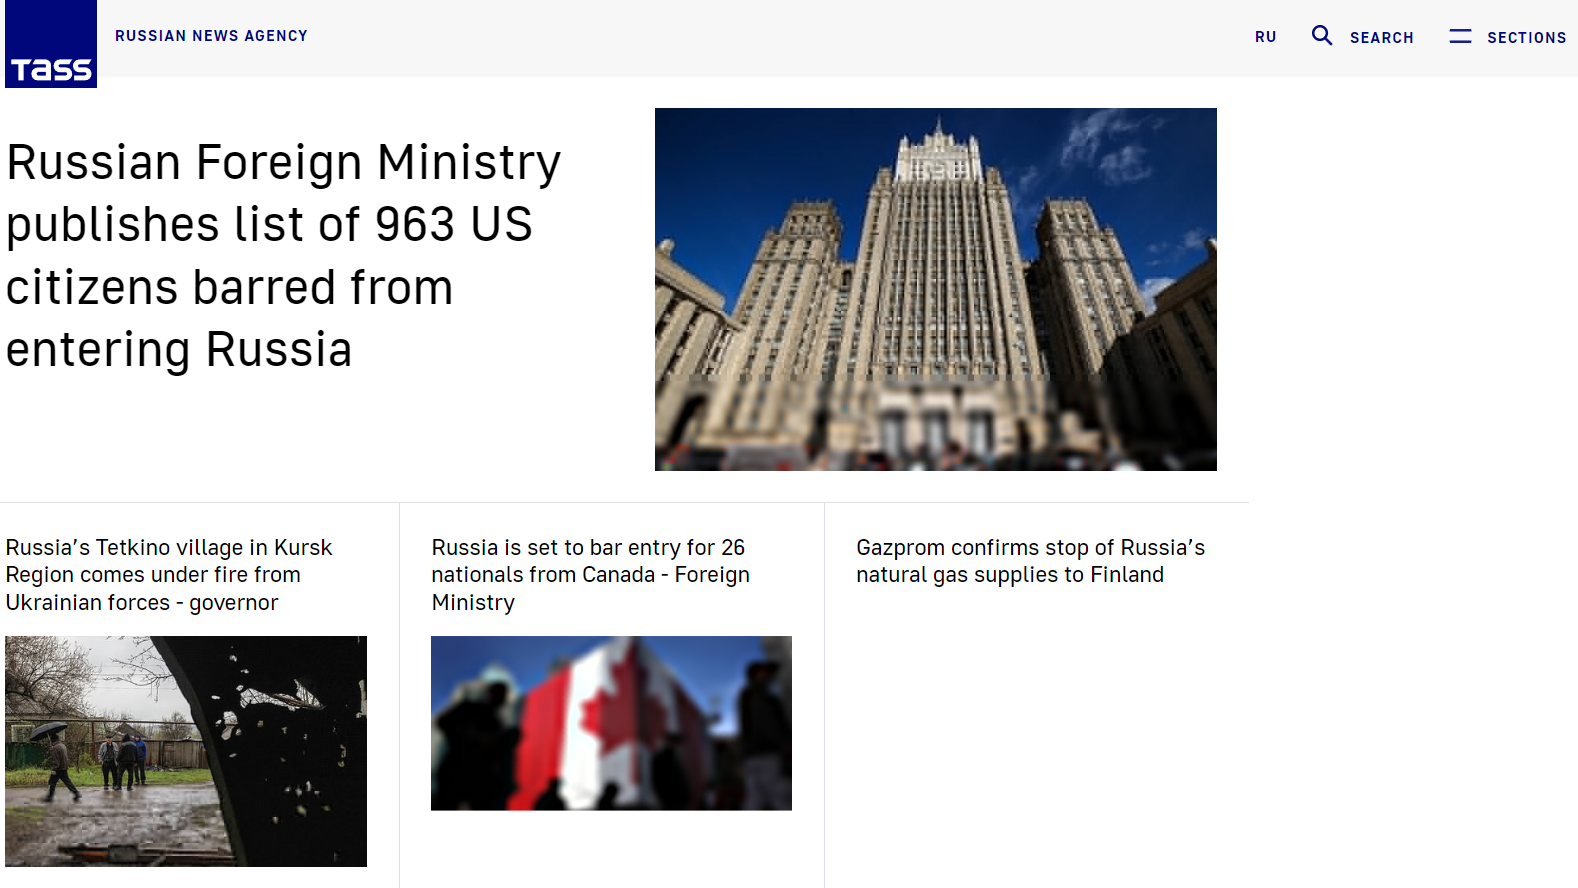 TASS
RUSSIAN NEWS AGENCY
RU
SEARCH
SECTIONS
Russian Foreign Ministry
publishes list of 963 US
citizens barred from
entering Russia
Russia’s Tetkino village in Kursk
Region comes under fire from
Ukrainian forces - governor
Russia is set to bar entry for 26
nationals from Canada - Foreign
Ministry
Gazprom confirms stop of Russia’s
natural gas supplies to Finland